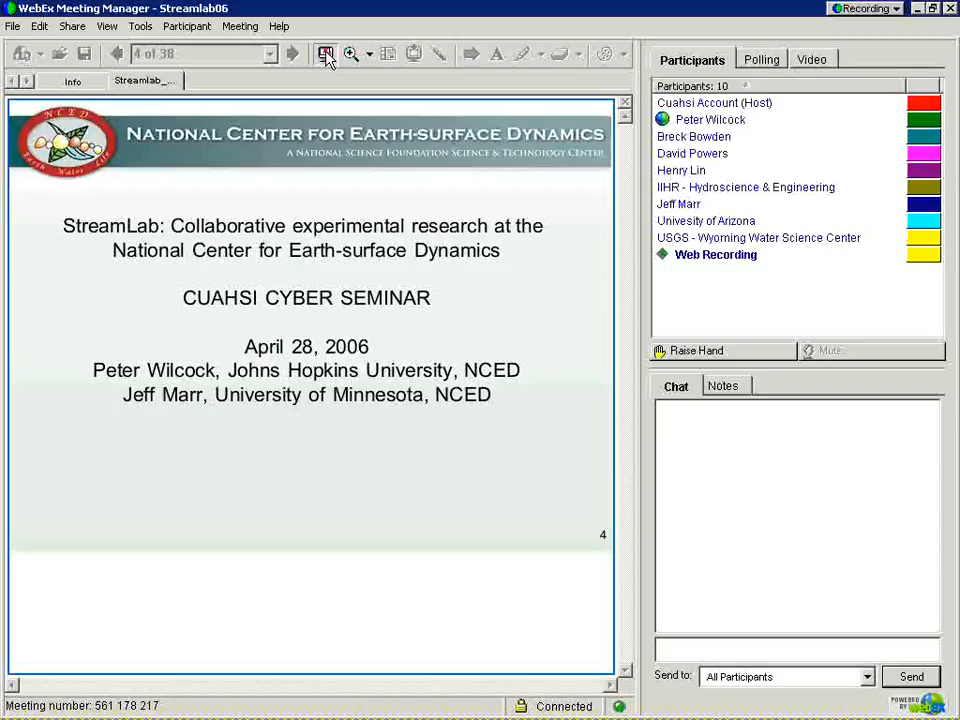 WebEx Meeting Manager - Streamlab06
Recording
File Edit Share View Tools Participant Meeting Help
4 of 38
Info Streamlab_...
NCED
Earth Water Life
NATIONAL CENTER FOR EARTH-SURFACE DYNAMICS
A NATIONAL SCIENCE FOUNDATION SCIENCE & TECHNOLOGY CENTER
StreamLab: Collaborative experimental research at the
National Center for Earth-surface Dynamics
CUAHSI CYBER SEMINAR
April 28, 2006
Peter Wilcock, Johns Hopkins University, NCED
Jeff Marr, University of Minnesota, NCED
4
Participants Polling Video
Participants: 10
Cuahsi Account (Host)
Peter Wilcock
Breck Bowden
David Powers
Henry Lin
IIHR - Hydroscience & Engineering
Jeff Marr
Univesity of Arizona
USGS - Wyoming Water Science Center
Web Recording
Raise Hand Mute
Chat Notes
Send to: All Participants Send
Meeting number: 561 178 217
Connected
POWERED BY webex